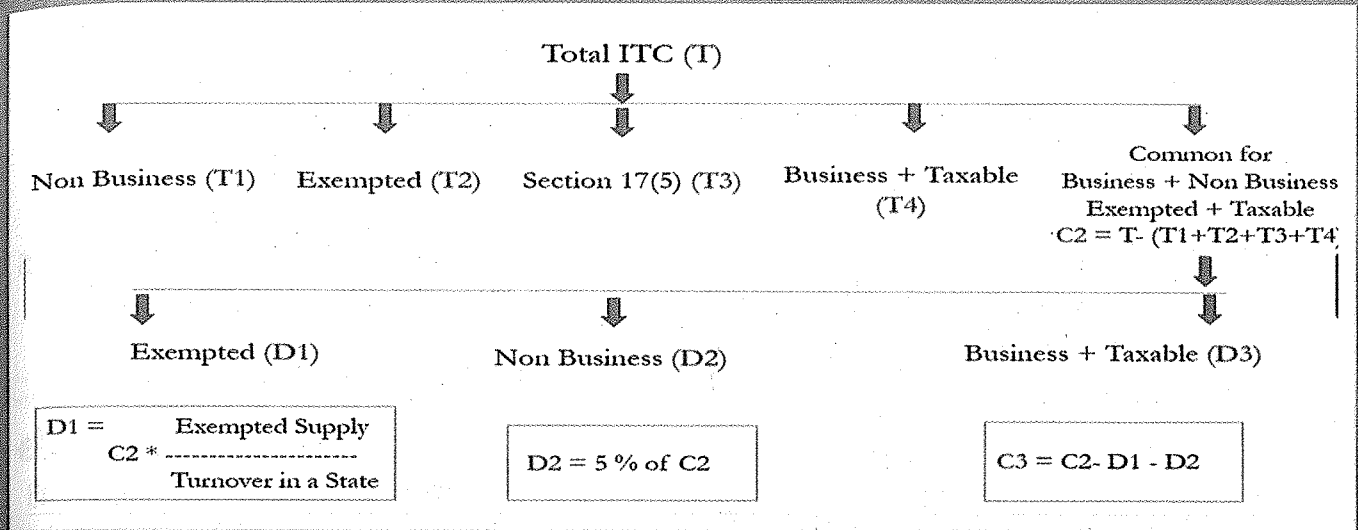 Total ITC (T)
Non Business (T1)
Exempted (T2)
Section 17(5) (T3)
Business + Taxable
(T4)
Common for
Business + Non Business
Exempted + Taxable
C2 = T- (T1+T2+T3+T4)
Exempted (D1)
Non Business (D2)
Business + Taxable (D3)
D1 = Exempted Supply
C2 * -----------------------
Turnover in a State
D2 = 5 % of C2
C3 = C2- D1 - D2